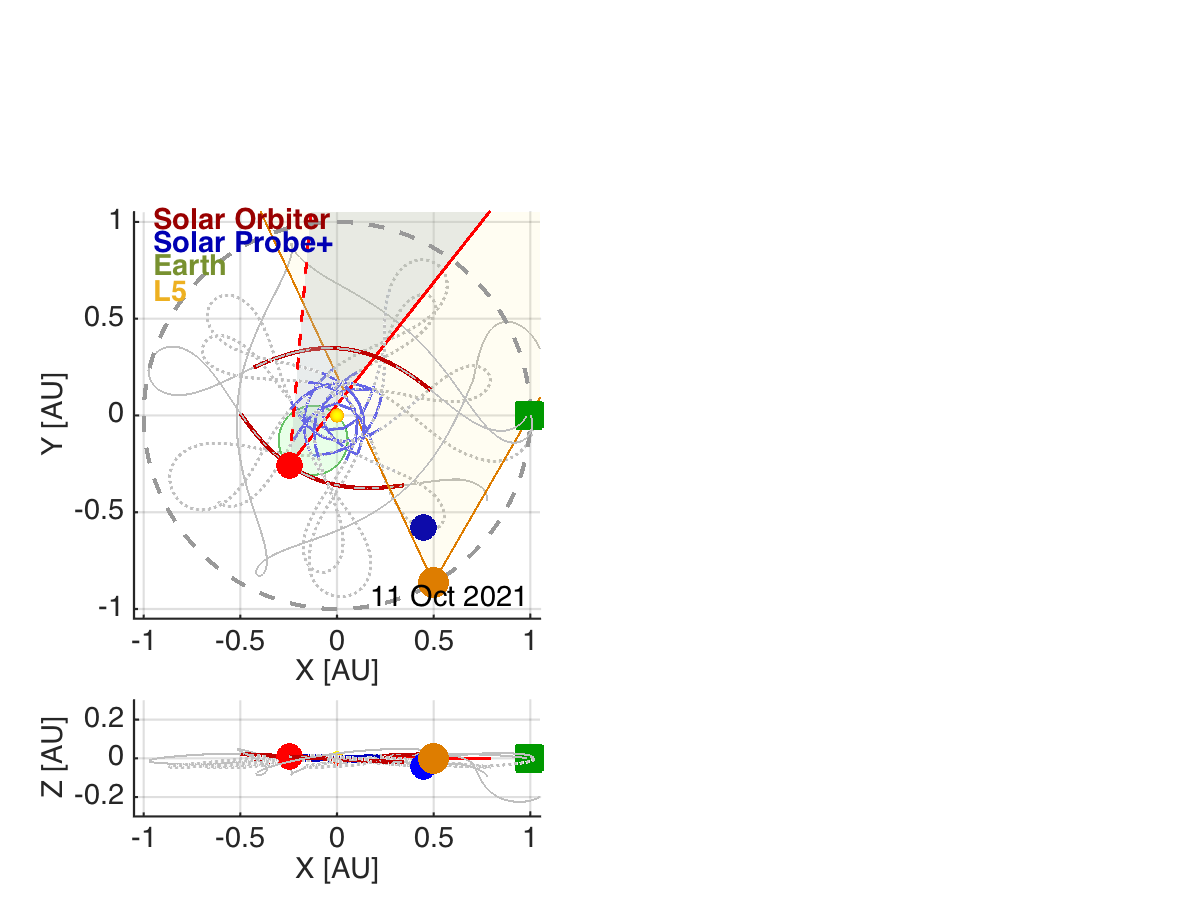 Solar Orbiter
Solar Probe+
Earth
L5
1
0.5
0
-0.5
-1
Y [AU]
11 Oct 2021
-1 -0.5 0 0.5 1
X [AU]
0.2
0
-0.2
Z [AU]
-1 -0.5 0 0.5 1
X [AU]